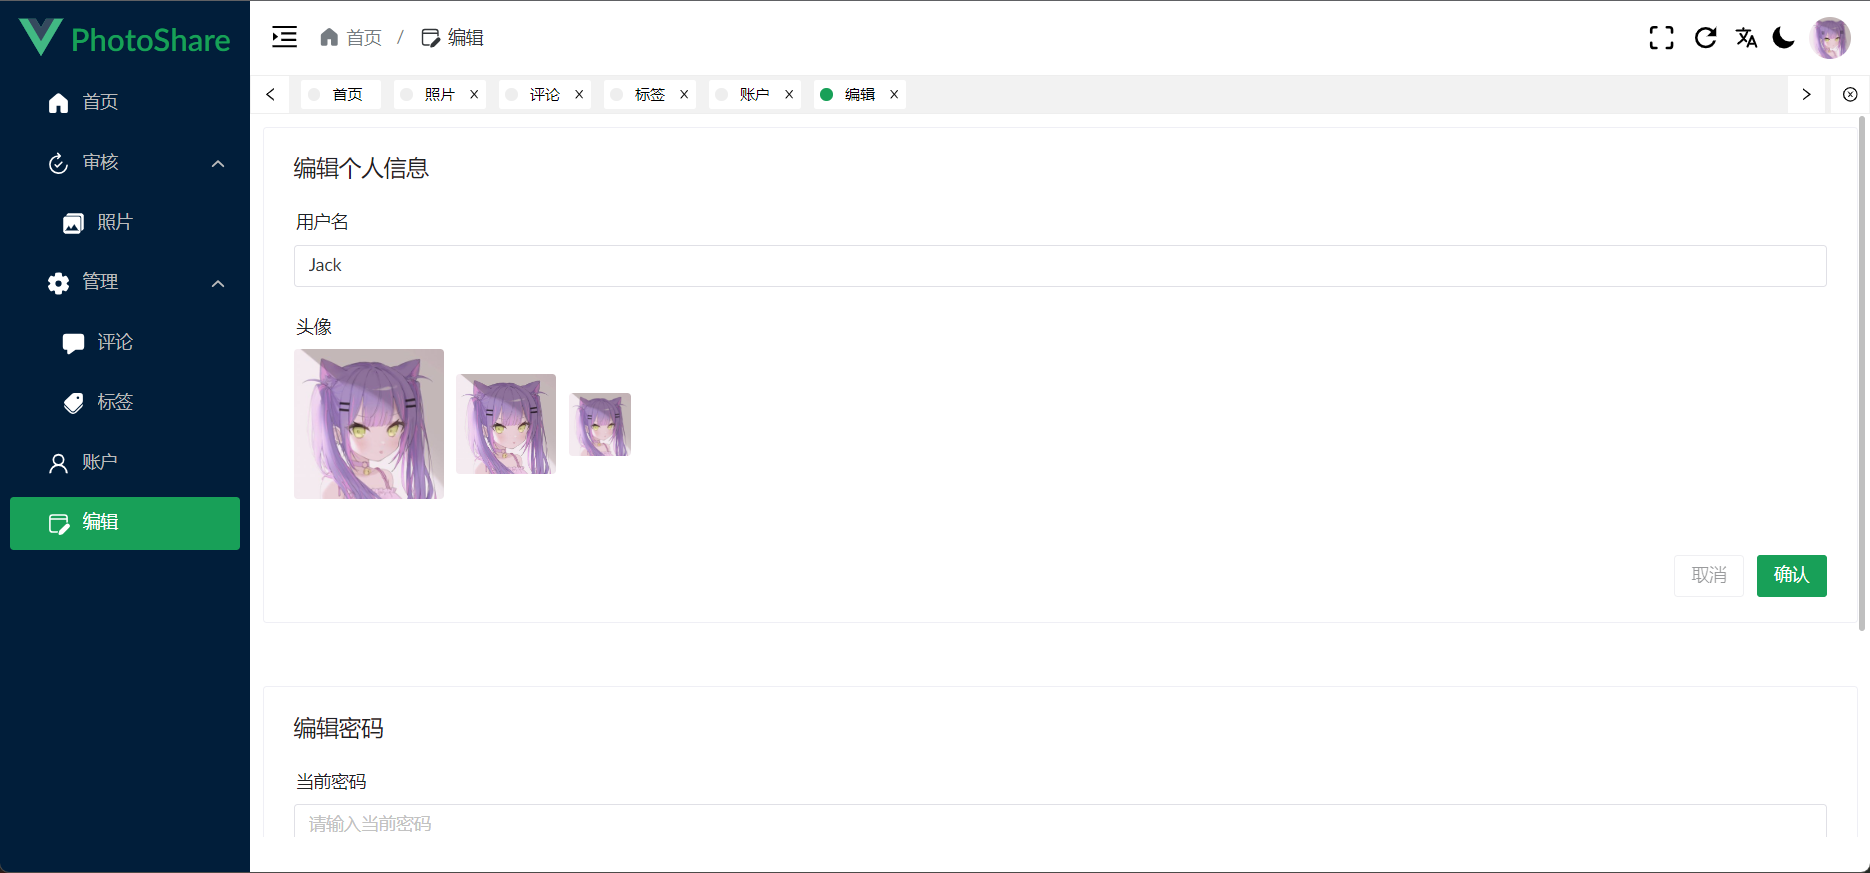 PhotoShare
首页
审核
照片
管理
评论
标签
账户
编辑
首页 / 编辑
首页 照片 评论 标签 账户 编辑
编辑个人信息
用户名
Jack
头像
取消 确认
编辑密码
当前密码
请输入当前密码